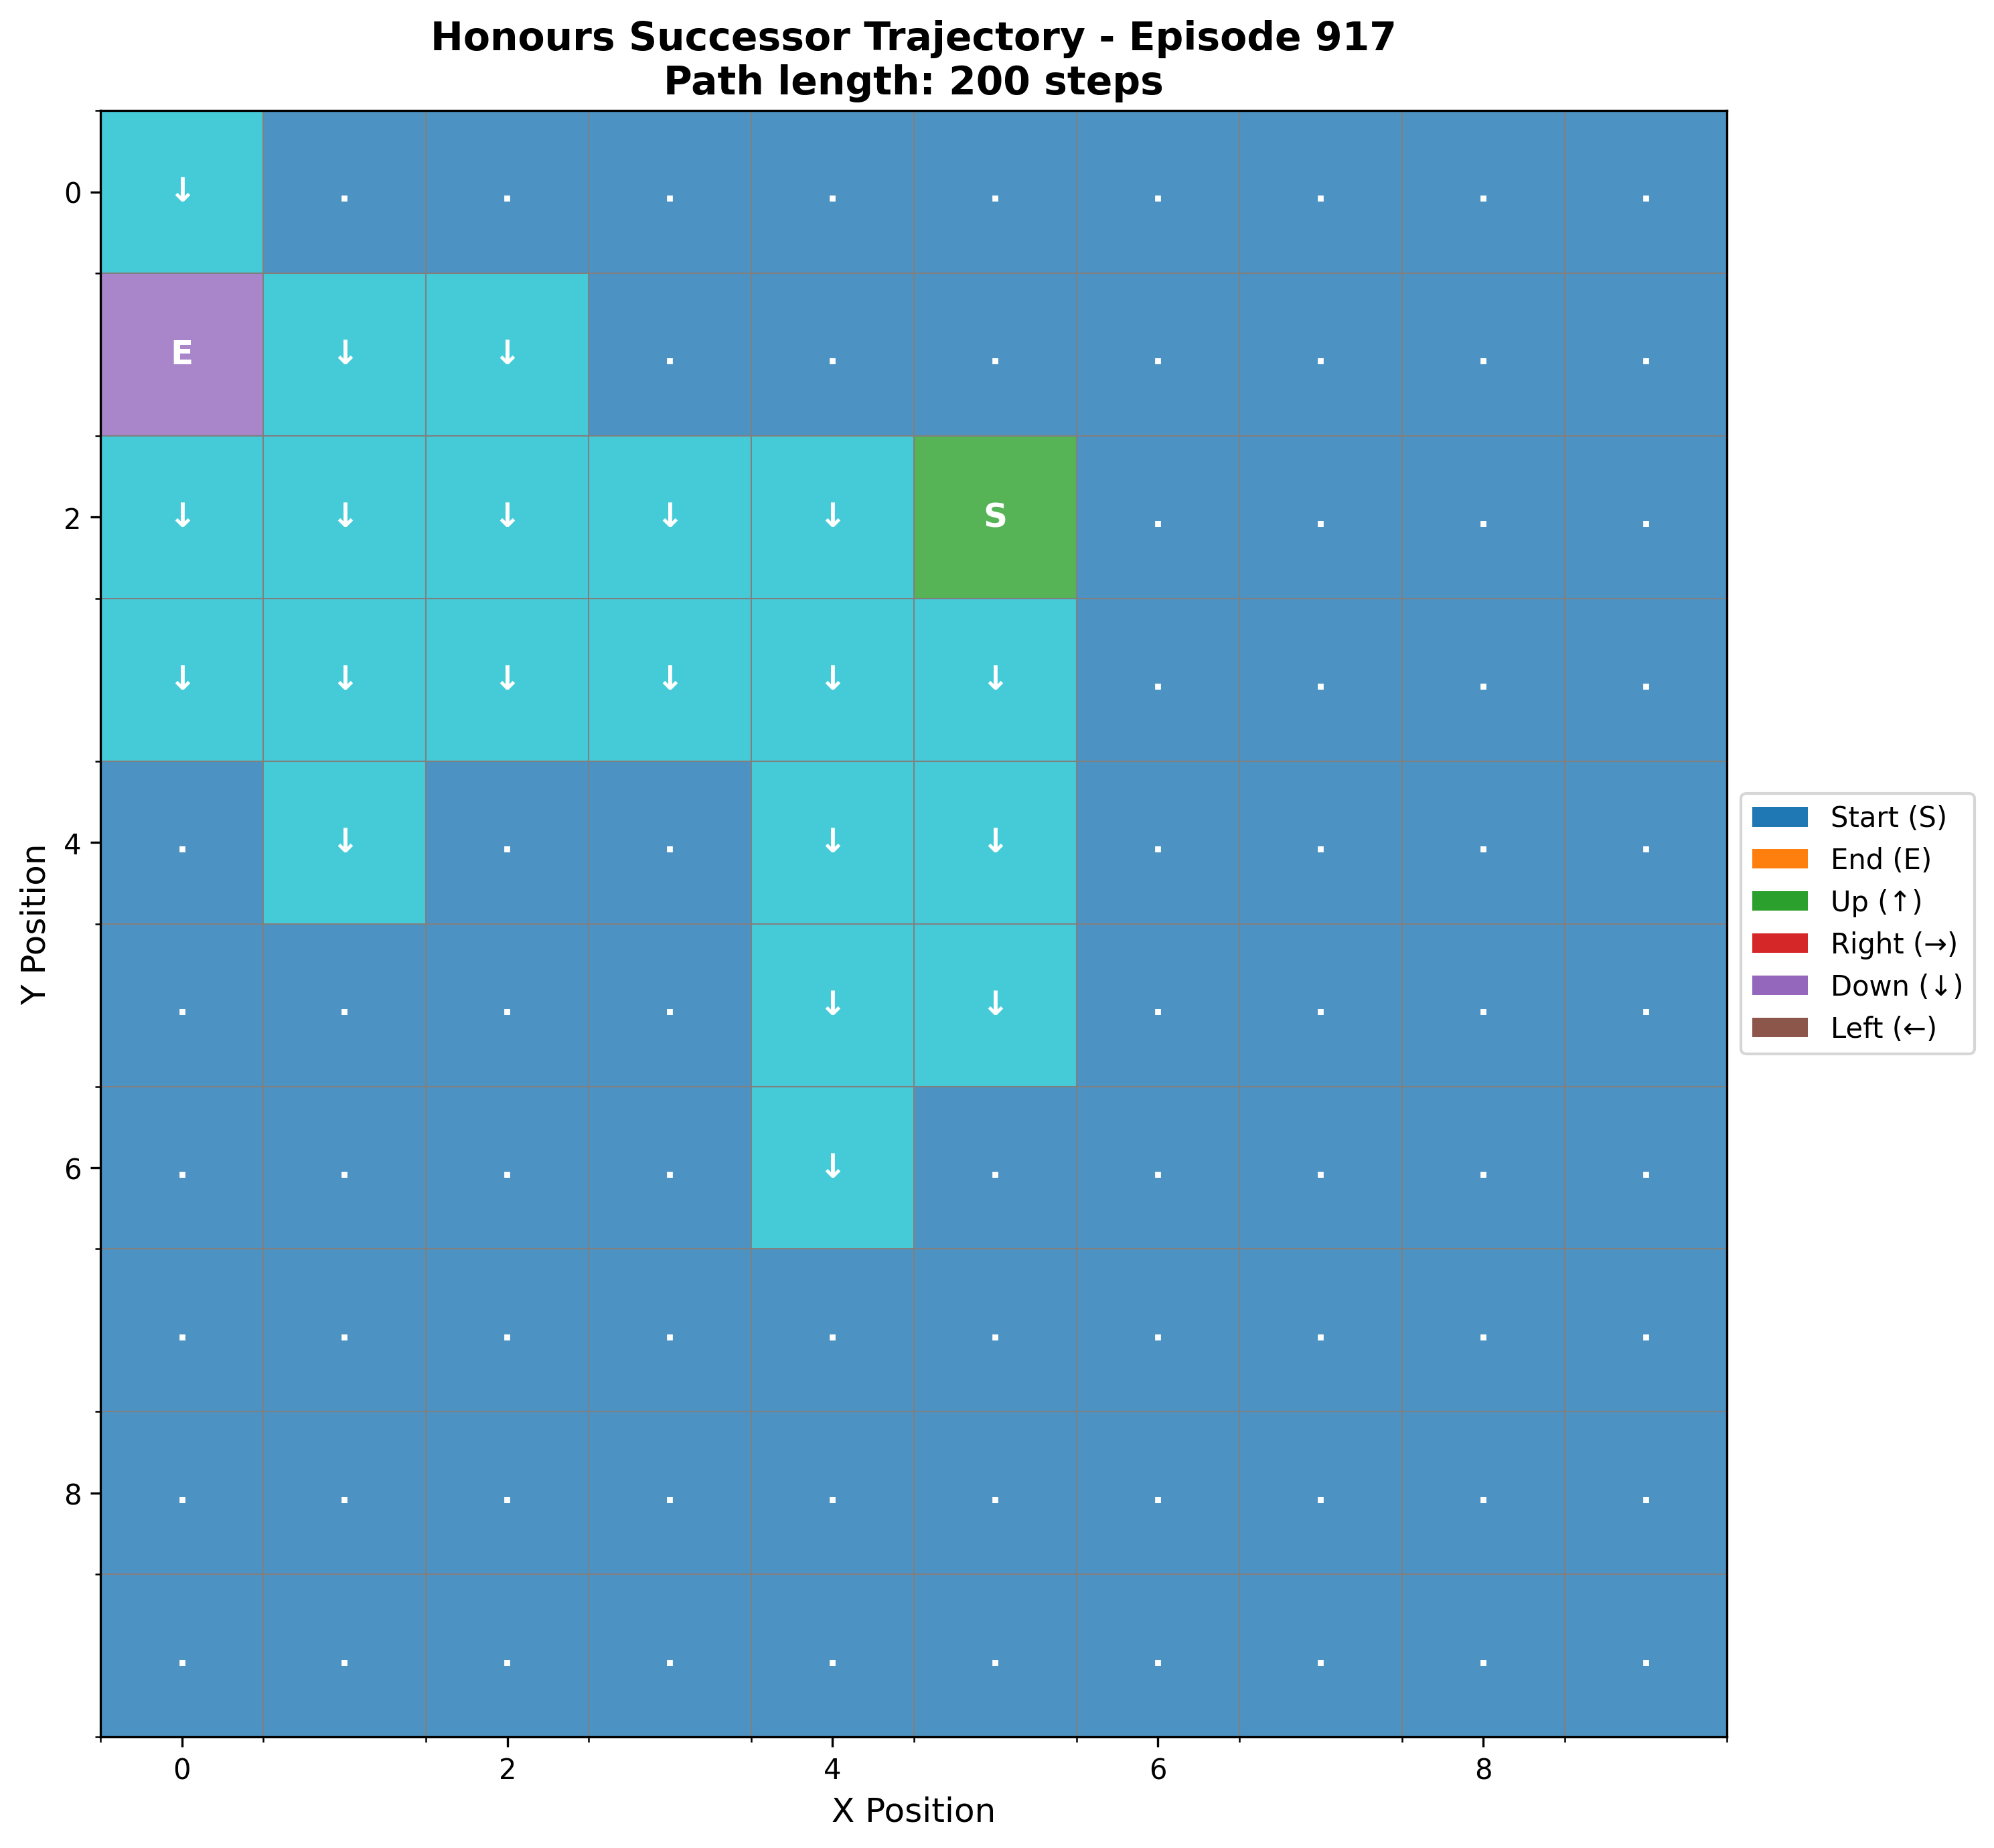 Honours Successor Trajectory - Episode 917
Path length: 200 steps
0 ↓ . . . . . . . . .
E ↓ ↓ . . . . . . .
2 ↓ ↓ ↓ ↓ ↓ S . . . .
↓ ↓ ↓ ↓ ↓ ↓ . . . .
4 . ↓ . . ↓ ↓ . . . .
. . . . ↓ ↓ . . . .
6 . . . . ↓ . . . . .
. . . . . . . . . .
8 . . . . . . . . . .
. . . . . . . . . .
0 2 4 6 8
X Position
Y Position
Start (S)
End (E)
Up (↑)
Right (→)
Down (↓)
Left (←)